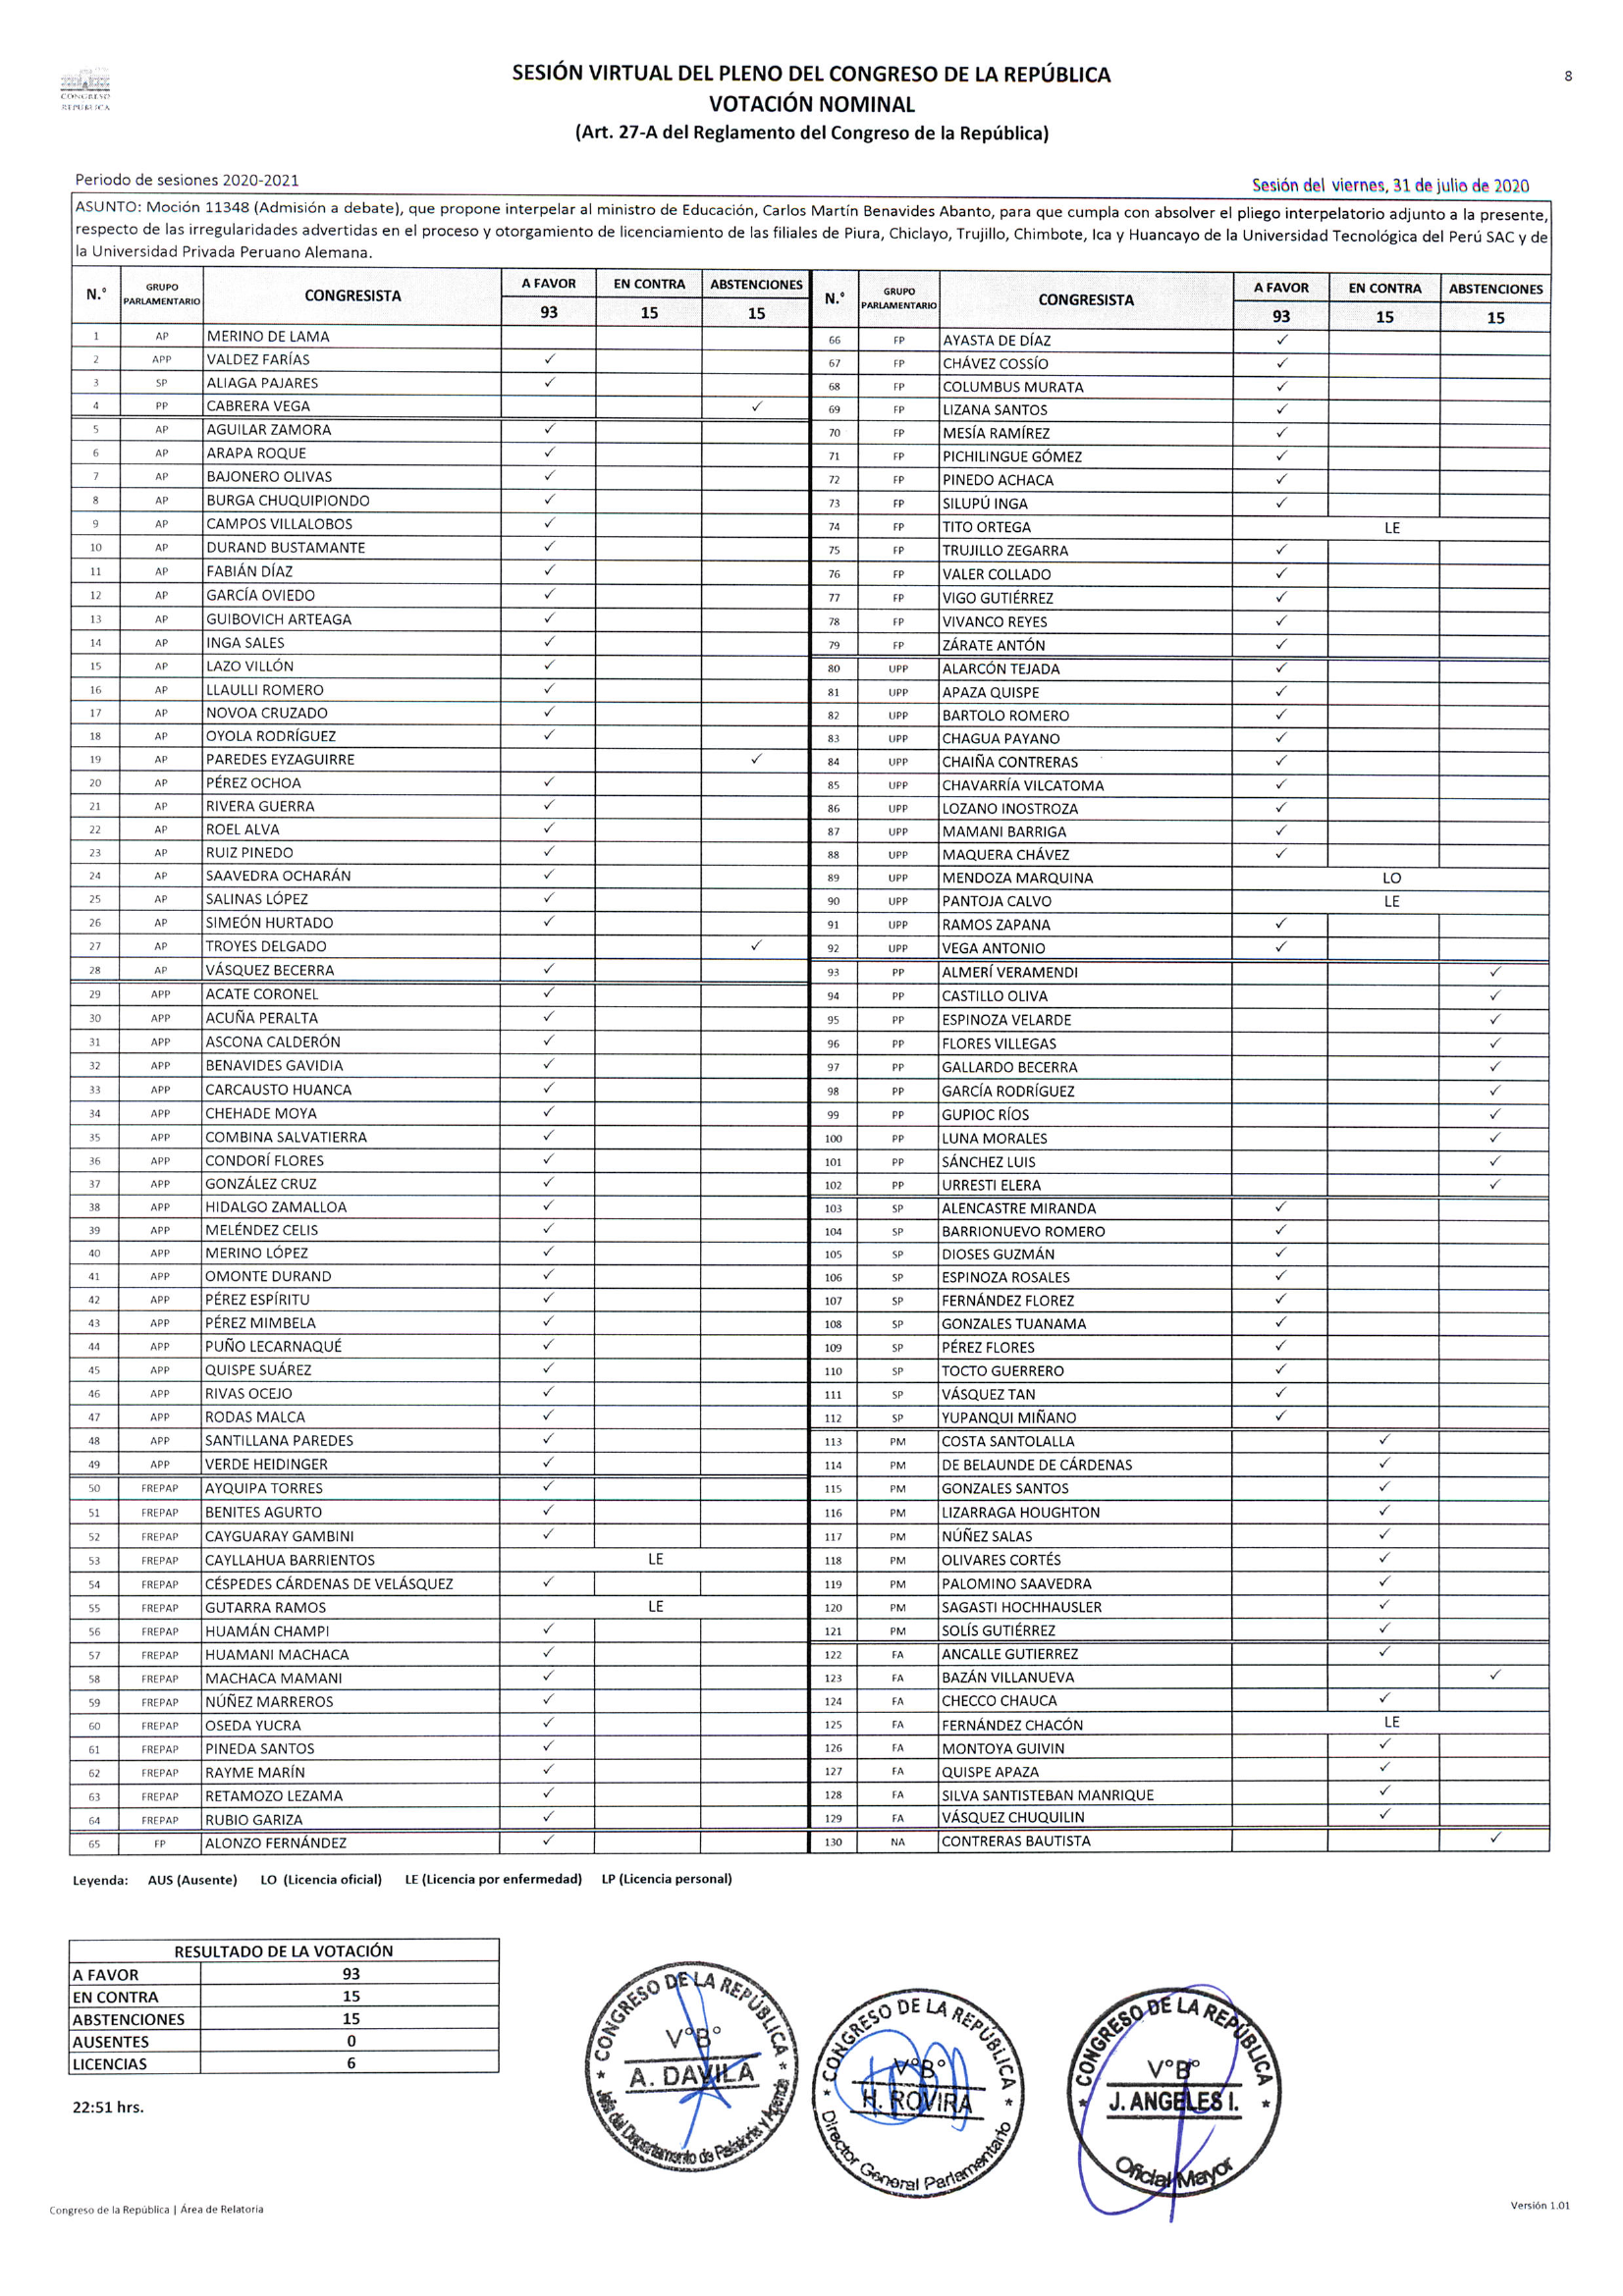 CONGRESO
REPÚBLICA
SESIÓN VIRTUAL DEL PLENO DEL CONGRESO DE LA REPÚBLICA
8
VOTACIÓN NOMINAL
(Art. 27-A del Reglamento del Congreso de la República)
Periodo de sesiones 2020-2021
Sesión del viernes, 31 de julio de 2020
ASUNTO: Moción 11348 (Admisión a debate), que propone interpelar al ministro de Educación, Carlos Martín Benavides Abanto, para que cumpla con absolver el pliego interpelatorio adjunto a la presente,
respecto de las irregularidades advertidas en el proceso y otorgamiento de licenciamiento de las filiales de Piura, Chiclayo, Trujillo, Chimbote, Ica y Huancayo de la Universidad Tecnológica del Perú SAC y de
la Universidad Privada Peruano Alemana.
N.° GRUPO PARLAMENTARIO CONGRESISTA A FAVOR EN CONTRA ABSTENCIONES
93 15 15
1 AP MERINO DE LAMA
2 APP VALDEZ FARÍAS ✓
3 SP ALIAGA PAJARES ✓
4 PP CABRERA VEGA ✓
5 AP AGUILAR ZAMORA ✓
6 AP ARAPA ROQUE ✓
7 AP BAJONERO OLIVAS ✓
8 AP BURGA CHUQUIPIONDO ✓
9 AP CAMPOS VILLALOBOS ✓
10 AP DURAND BUSTAMANTE ✓
11 AP FABIÁN DÍAZ ✓
12 AP GARCÍA OVIEDO ✓
13 AP GUIBOVICH ARTEAGA ✓
14 AP INGA SALES ✓
15 AP LAZO VILLÓN ✓
16 AP LLAULLI ROMERO ✓
17 AP NOVOA CRUZADO ✓
18 AP OYOLA RODRÍGUEZ ✓
19 AP PAREDES EYZAGUIRRE ✓
20 AP PÉREZ OCHOA ✓
21 AP RIVERA GUERRA ✓
22 AP ROEL ALVA ✓
23 AP RUIZ PINEDO ✓
24 AP SAAVEDRA OCHARÁN ✓
25 AP SALINAS LÓPEZ ✓
26 AP SIMEÓN HURTADO ✓
27 AP TROYES DELGADO ✓
28 AP VÁSQUEZ BECERRA ✓
29 APP ACATE CORONEL ✓
30 APP ACUÑA PERALTA ✓
31 APP ASCONA CALDERÓN ✓
32 APP BENAVIDES GAVIDIA ✓
33 APP CARCAUSTO HUANCA ✓
34 APP CHEHADE MOYA ✓
35 APP COMBINA SALVATIERRA ✓
36 APP CONDORÍ FLORES ✓
37 APP GONZÁLEZ CRUZ ✓
38 APP HIDALGO ZAMALLOA ✓
39 APP MELÉNDEZ CELIS ✓
40 APP MERINO LÓPEZ ✓
41 APP OMONTE DURAND ✓
42 APP PÉREZ ESPÍRITU ✓
43 APP PÉREZ MIMBELA ✓
44 APP PUÑO LECARNAQUÉ ✓
45 APP QUISPE SUÁREZ ✓
46 APP RIVAS OCEJO ✓
47 APP RODAS MALCA ✓
48 APP SANTILLANA PAREDES ✓
49 APP VERDE HEIDINGER ✓
50 FREPAP AYQUIPA TORRES ✓
51 FREPAP BENITES AGURTO ✓
52 FREPAP CAYGUARAY GAMBINI ✓
53 FREPAP CAYLLAHUA BARRIENTOS LE
54 FREPAP CÉSPEDES CÁRDENAS DE VELÁSQUEZ ✓
55 FREPAP GUTARRA RAMOS LE
56 FREPAP HUAMÁN CHAMPI ✓
57 FREPAP HUAMANI MACHACA ✓
58 FREPAP MACHACA MAMANI ✓
59 FREPAP NÚÑEZ MARREROS ✓
60 FREPAP OSEDA YUCRA ✓
61 FREPAP PINEDA SANTOS ✓
62 FREPAP RAYME MARÍN ✓
63 FREPAP RETAMOZO LEZAMA ✓
64 FREPAP RUBIO GARIZA ✓
65 FP ALONZO FERNÁNDEZ ✓
N.° GRUPO PARLAMENTARIO CONGRESISTA A FAVOR EN CONTRA ABSTENCIONES
93 15 15
66 FP AYASTA DE DÍAZ ✓
67 FP CHÁVEZ COSSÍO ✓
68 FP COLUMBUS MURATA ✓
69 FP LIZANA SANTOS ✓
70 FP MESÍA RAMÍREZ ✓
71 FP PICHILINGUE GÓMEZ ✓
72 FP PINEDO ACHACA ✓
73 FP SILUPÚ INGA ✓
74 FP TITO ORTEGA LE
75 FP TRUJILLO ZEGARRA ✓
76 FP VALER COLLADO ✓
77 FP VIGO GUTIÉRREZ ✓
78 FP VIVANCO REYES ✓
79 FP ZÁRATE ANTÓN ✓
80 UPP ALARCÓN TEJADA ✓
81 UPP APAZA QUISPE ✓
82 UPP BARTOLO ROMERO ✓
83 UPP CHAGUA PAYANO ✓
84 UPP CHAIÑA CONTRERAS ✓
85 UPP CHAVARRÍA VILCATOMA ✓
86 UPP LOZANO INOSTROZA ✓
87 UPP MAMANI BARRIGA ✓
88 UPP MAQUERA CHÁVEZ ✓
89 UPP MENDOZA MARQUINA LO
90 UPP PANTOJA CALVO LE
91 UPP RAMOS ZAPANA ✓
92 UPP VEGA ANTONIO ✓
93 PP ALMERÍ VERAMENDI ✓
94 PP CASTILLO OLIVA ✓
95 PP ESPINOZA VELARDE ✓
96 PP FLORES VILLEGAS ✓
97 PP GALLARDO BECERRA ✓
98 PP GARCÍA RODRÍGUEZ ✓
99 PP GUPIOC RÍOS ✓
100 PP LUNA MORALES ✓
101 PP SÁNCHEZ LUIS ✓
102 PP URRESTI ELERA ✓
103 SP ALENCASTRE MIRANDA ✓
104 SP BARRIONUEVO ROMERO ✓
105 SP DIOSES GUZMÁN ✓
106 SP ESPINOZA ROSALES ✓
107 SP FERNÁNDEZ FLOREZ ✓
108 SP GONZALES TUANAMA ✓
109 SP PÉREZ FLORES ✓
110 SP TOCTO GUERRERO ✓
111 SP VÁSQUEZ TAN ✓
112 SP YUPANQUI MIÑANO ✓
113 PM COSTA SANTOLALLA ✓
114 PM DE BELAUNDE DE CÁRDENAS ✓
115 PM GONZALES SANTOS ✓
116 PM LIZARRAGA HOUGHTON ✓
117 PM NÚÑEZ SALAS ✓
118 PM OLIVARES CORTÉS ✓
119 PM PALOMINO SAAVEDRA ✓
120 PM SAGASTI HOCHHAUSLER ✓
121 PM SOLÍS GUTIÉRREZ ✓
122 FA ANCALLE GUTIERREZ ✓
123 FA BAZÁN VILLANUEVA ✓
124 FA CHECCO CHAUCA ✓
125 FA FERNÁNDEZ CHACÓN LE
126 FA MONTOYA GUIVIN ✓
127 FA QUISPE APAZA ✓
128 FA SILVA SANTISTEBAN MANRIQUE ✓
129 FA VÁSQUEZ CHUQUILIN ✓
130 NA CONTRERAS BAUTISTA ✓
Leyenda: AUS (Ausente) LO (Licencia oficial) LE (Licencia por enfermedad) LP (Licencia personal)
RESULTADO DE LA VOTACIÓN
A FAVOR 93
EN CONTRA 15
ABSTENCIONES 15
AUSENTES 0
LICENCIAS 6
22:51 hrs.
CONGRESO DE LA REPÚBLICA
V°B°
A. DAVILA
Jefa del Departamento de Relatoría y Agenda
CONGRESO DE LA REPÚBLICA
V°B°
H. ROVIRA
Director General Parlamentario
CONGRESO DE LA REPÚBLICA
V°B°
J. ANGELES I.
Oficial Mayor
Congreso de la República | Área de Relatoria
Versión 1.01